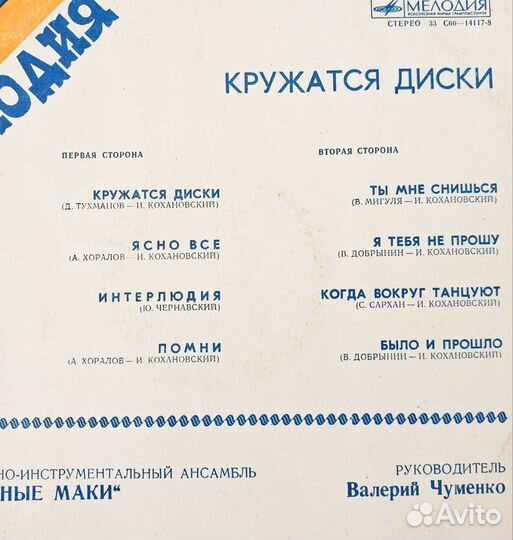 ОДИЯ
МЕЛОДИЯ
ВСЕСОЮЗНАЯ ФИРМА ГРАМПЛАСТИНОК
СТЕРЕО 33 С60—14117-8
КРУЖАТСЯ ДИСКИ
ПЕРВАЯ СТОРОНА
КРУЖАТСЯ ДИСКИ
(Д. ТУХМАНОВ — И. КОХАНОВСКИЙ)
ЯСНО ВСЕ
(А. ХОРАЛОВ — И. КОХАНОВСКИЙ)
ИНТЕРЛЮДИЯ
(Ю. ЧЕРНАВСКИЙ)
ПОМНИ
(А. ХОРАЛОВ — И. КОХАНОВСКИЙ)
ВТОРАЯ СТОРОНА
ТЫ МНЕ СНИШЬСЯ
(В. МИГУЛЯ — И. КОХАНОВСКИЙ)
Я ТЕБЯ НЕ ПРОШУ
(В. ДОБРЫНИН — И. КОХАНОВСКИЙ)
КОГДА ВОКРУГ ТАНЦУЮТ
(С. САРХАН — И. КОХАНОВСКИЙ)
БЫЛО И ПРОШЛО
(В. ДОБРЫНИН — И. КОХАНОВСКИЙ)
НО-ИНСТРУМЕНТАЛЬНЫЙ АНСАМБЛЬ
НЫЕ МАКИ“
РУКОВОДИТЕЛЬ
Валерий Чуменко
Avito